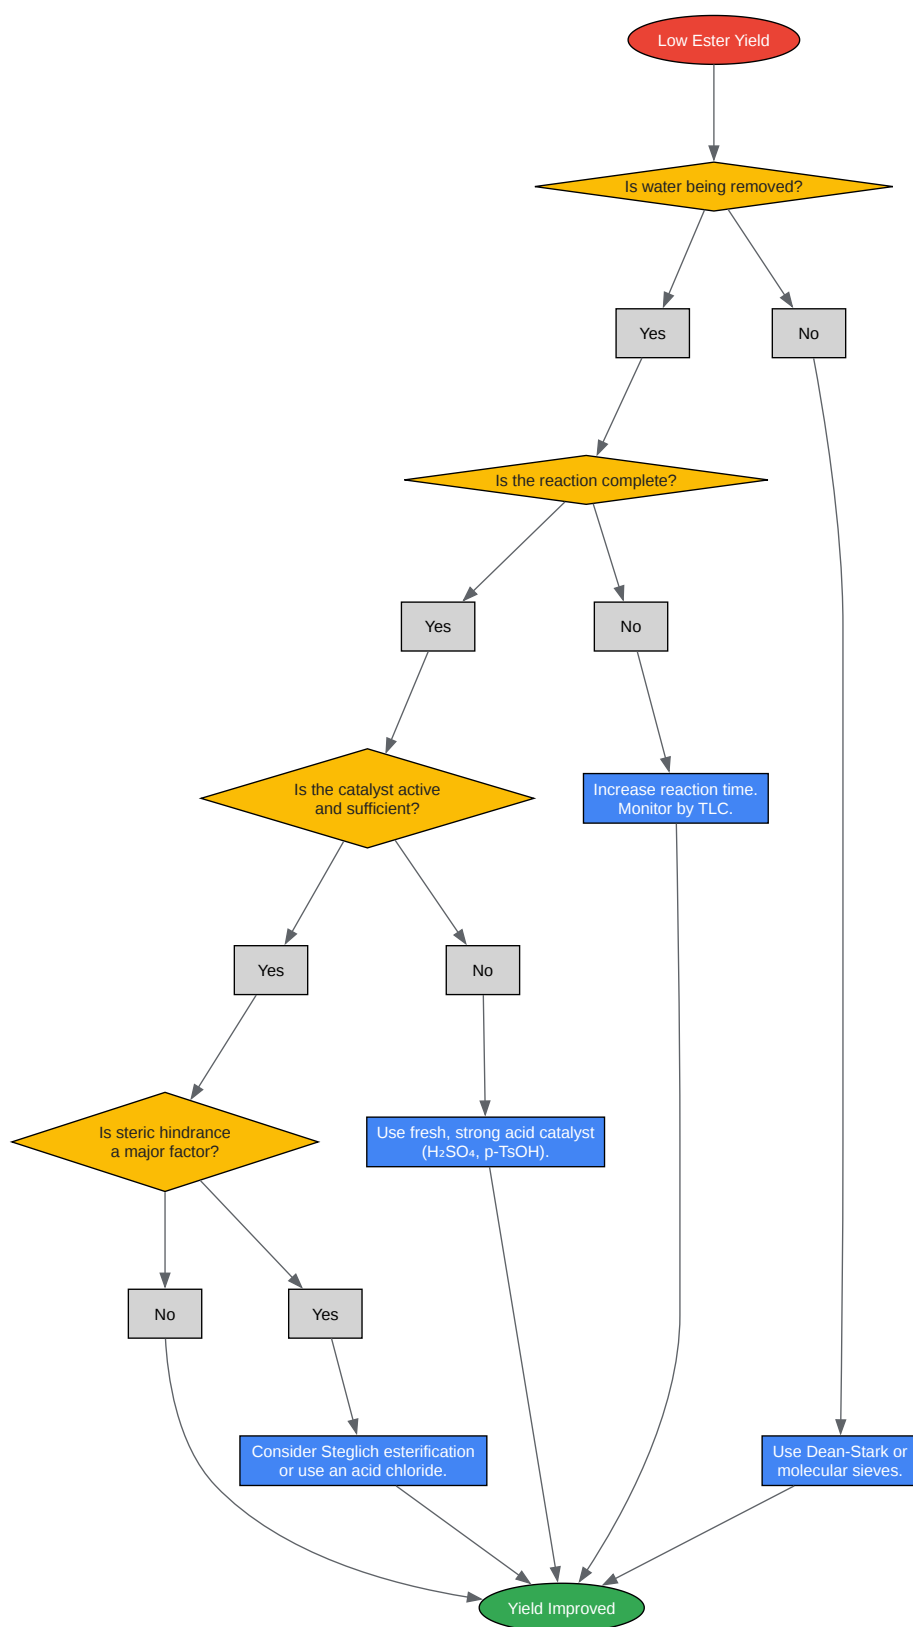 Low Ester Yield
Is water being removed?
Yes
No
Is the reaction complete?
Yes
No
Is the catalyst active
and sufficient?
Increase reaction time.
Monitor by TLC.
Yes
No
Is steric hindrance
a major factor?
Use fresh, strong acid catalyst
(H₂SO₄, p-TsOH).
No
Yes
Consider Steglich esterification
or use an acid chloride.
Use Dean-Stark or
molecular sieves.
Yield Improved